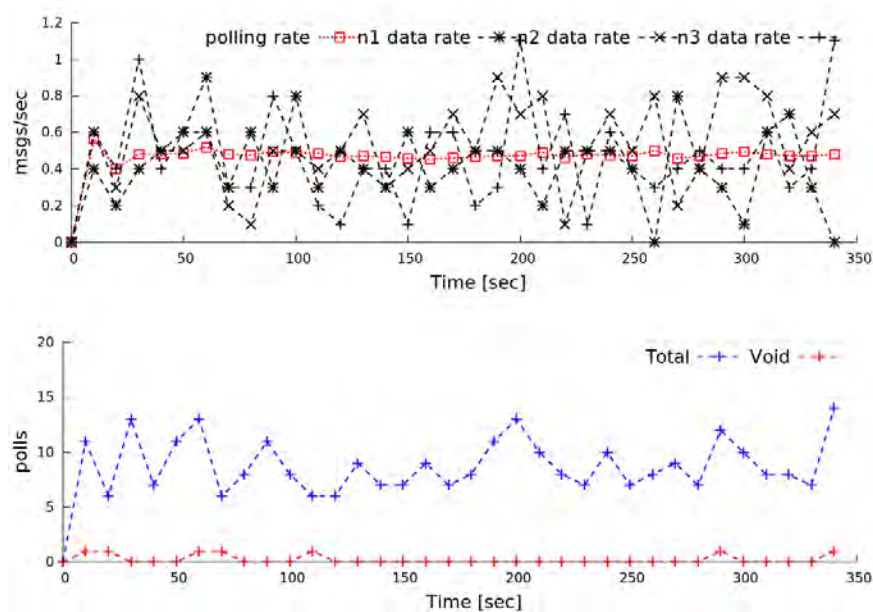 1.2
polling rate n1 data rate n2 data rate n3 data rate
1
0.8
0.6
0.4
0.2
0
msgs/sec
0 50 100 150 200 250 300 350
Time [sec]
20
Total Void
15
10
5
0
polls
0 50 100 150 200 250 300 350
Time [sec]